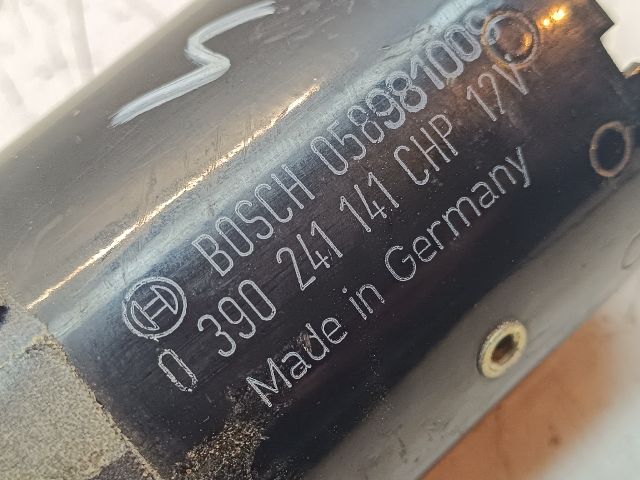 BOSCH 058981009
0 390 241 141 CHP 12V
Made in Germany